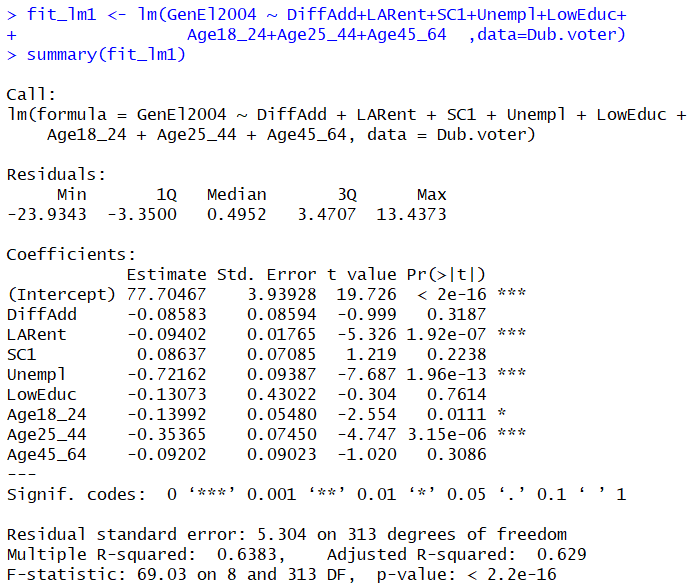 > fit_lm1 <- lm(GenEl2004 ~ DiffAdd+LARent+SC1+Unempl+LowEduc+
+                 Age18_24+Age25_44+Age45_64  ,data=Dub.voter)
> summary(fit_lm1)

Call:
lm(formula = GenEl2004 ~ DiffAdd + LARent + SC1 + Unempl + LowEduc +
    Age18_24 + Age25_44 + Age45_64, data = Dub.voter)

Residuals:
     Min       1Q   Median       3Q      Max
-23.9343  -3.3500   0.4952   3.4707  13.4373

Coefficients:
            Estimate Std. Error t value Pr(>|t|)
(Intercept) 77.70467    3.93928  19.726  < 2e-16 ***
DiffAdd     -0.08583    0.08594  -0.999   0.3187
LARent      -0.09402    0.01765  -5.326 1.92e-07 ***
SC1          0.08637    0.07085   1.219   0.2238
Unempl      -0.72162    0.09387  -7.687 1.96e-13 ***
LowEduc     -0.13073    0.43022  -0.304   0.7614
Age18_24    -0.13992    0.05480  -2.554   0.0111 *
Age25_44    -0.35365    0.07450  -4.747 3.15e-06 ***
Age45_64    -0.09202    0.09023  -1.020   0.3086
---
Signif. codes:  0 ‘***’ 0.001 ‘**’ 0.01 ‘*’ 0.05 ‘.’ 0.1 ‘ ’ 1

Residual standard error: 5.304 on 313 degrees of freedom
Multiple R-squared:  0.6383,    Adjusted R-squared:  0.629
F-statistic: 69.03 on 8 and 313 DF,  p-value: < 2.2e-16